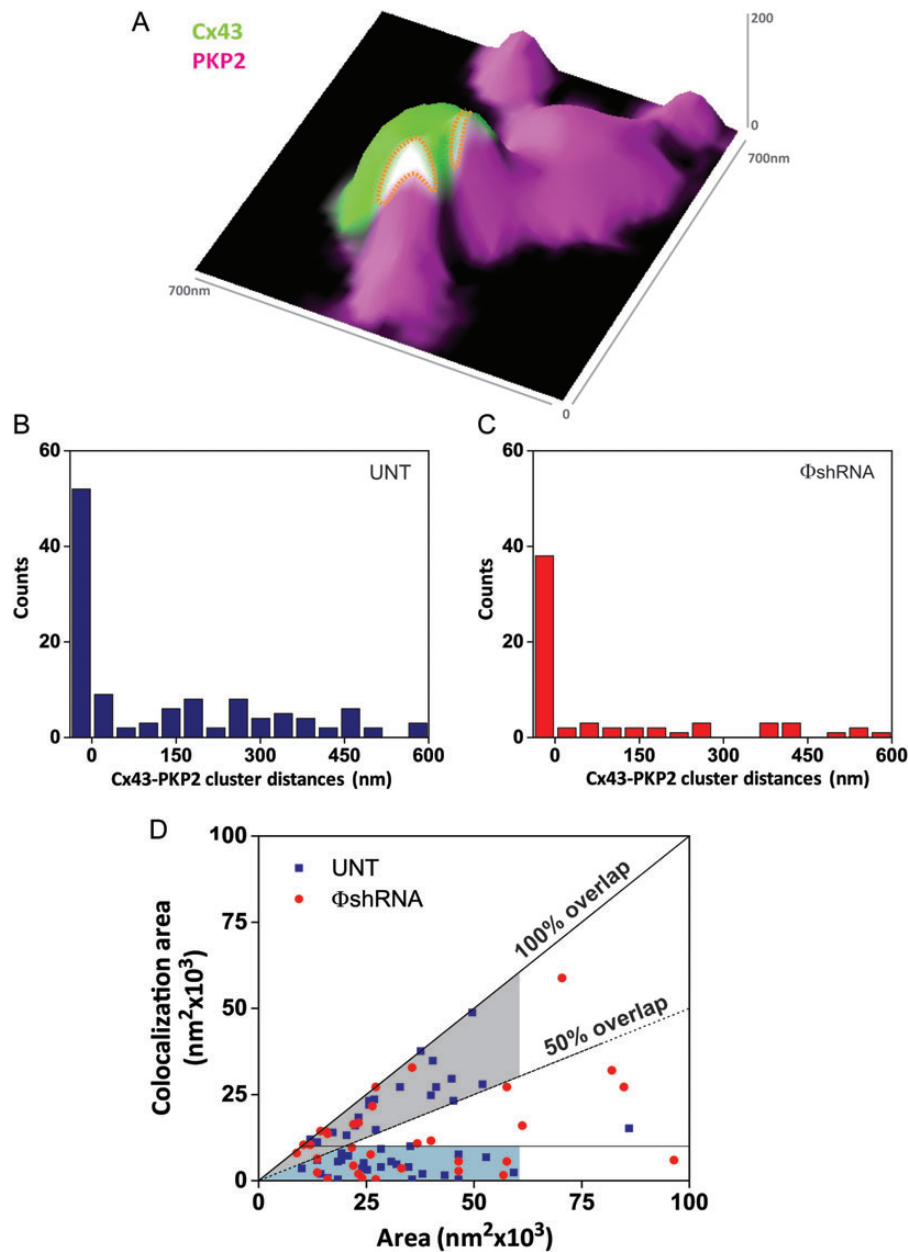 A
Cx43
PKP2
200
0
700nm
700nm
0
B
UNT
60
40
20
0
Counts
0 150 300 450 600
Cx43-PKP2 cluster distances (nm)
C
ΦshRNA
60
40
20
0
Counts
0 150 300 450 600
Cx43-PKP2 cluster distances (nm)
D
UNT
ΦshRNA
100% overlap
50% overlap
100
75
50
25
0
Colocalization area
(nm²x10³)
0 25 50 75 100
Area (nm²x10³)